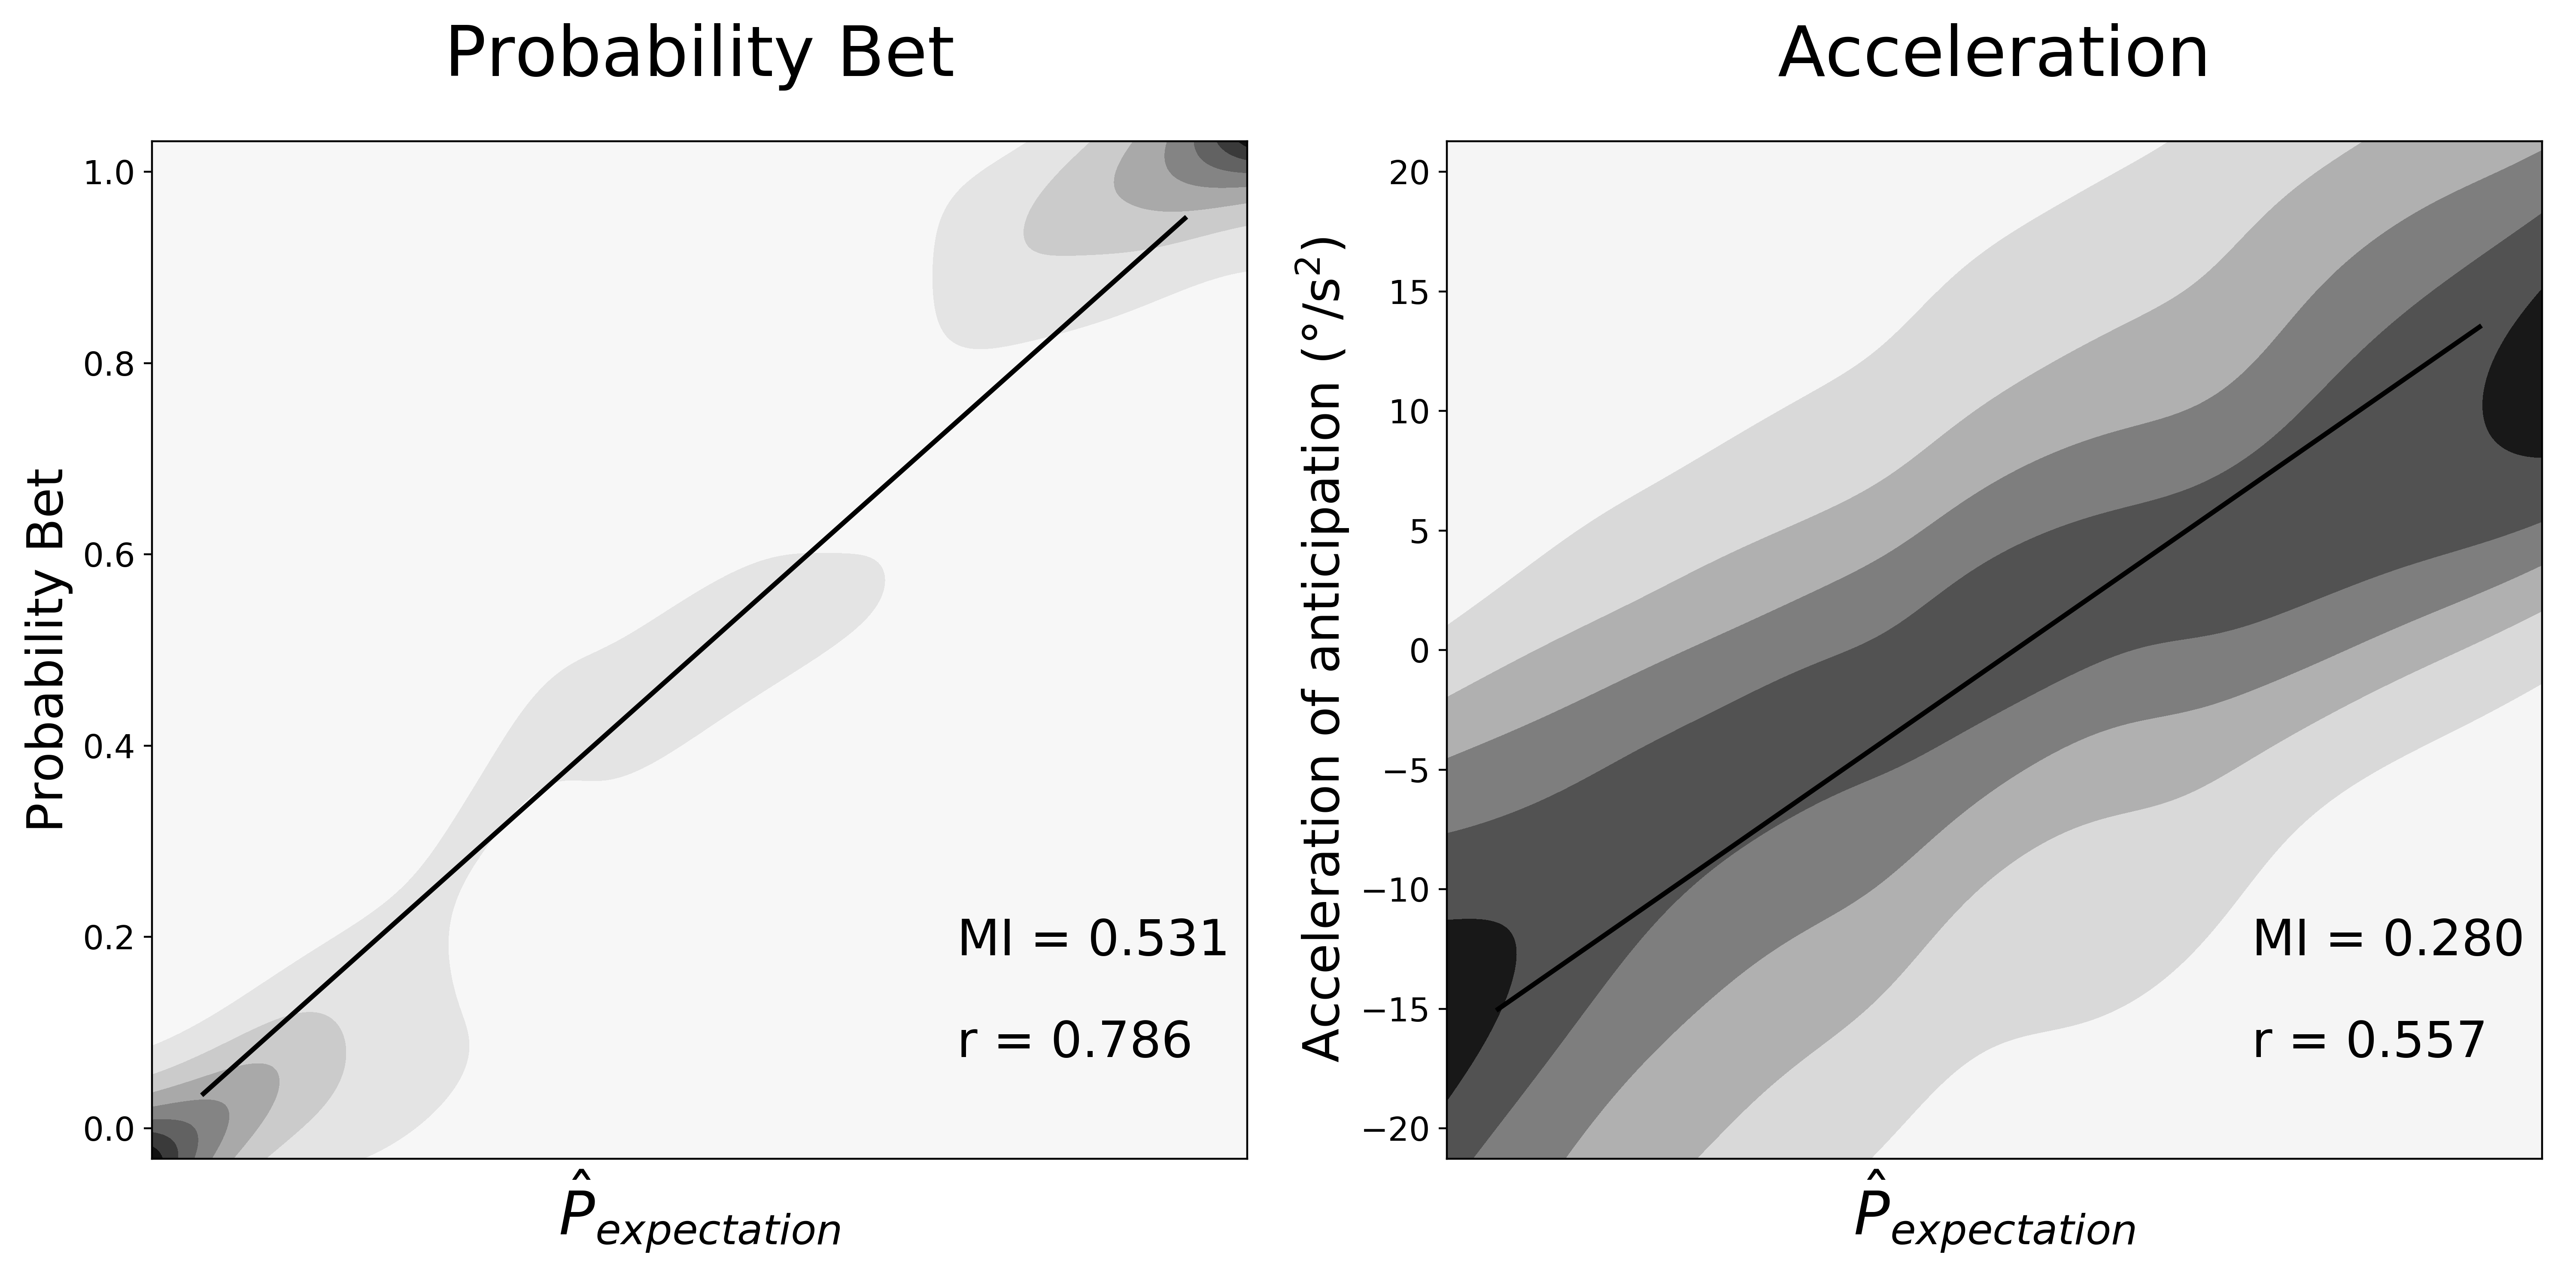 Probability Bet
Probability Bet
1.0
0.8
0.6
0.4
0.2
0.0
MI = 0.531
r = 0.786
P̂expectation
Acceleration
Acceleration of anticipation (°/s²)
20
15
10
5
0
−5
−10
−15
−20
MI = 0.280
r = 0.557
P̂expectation